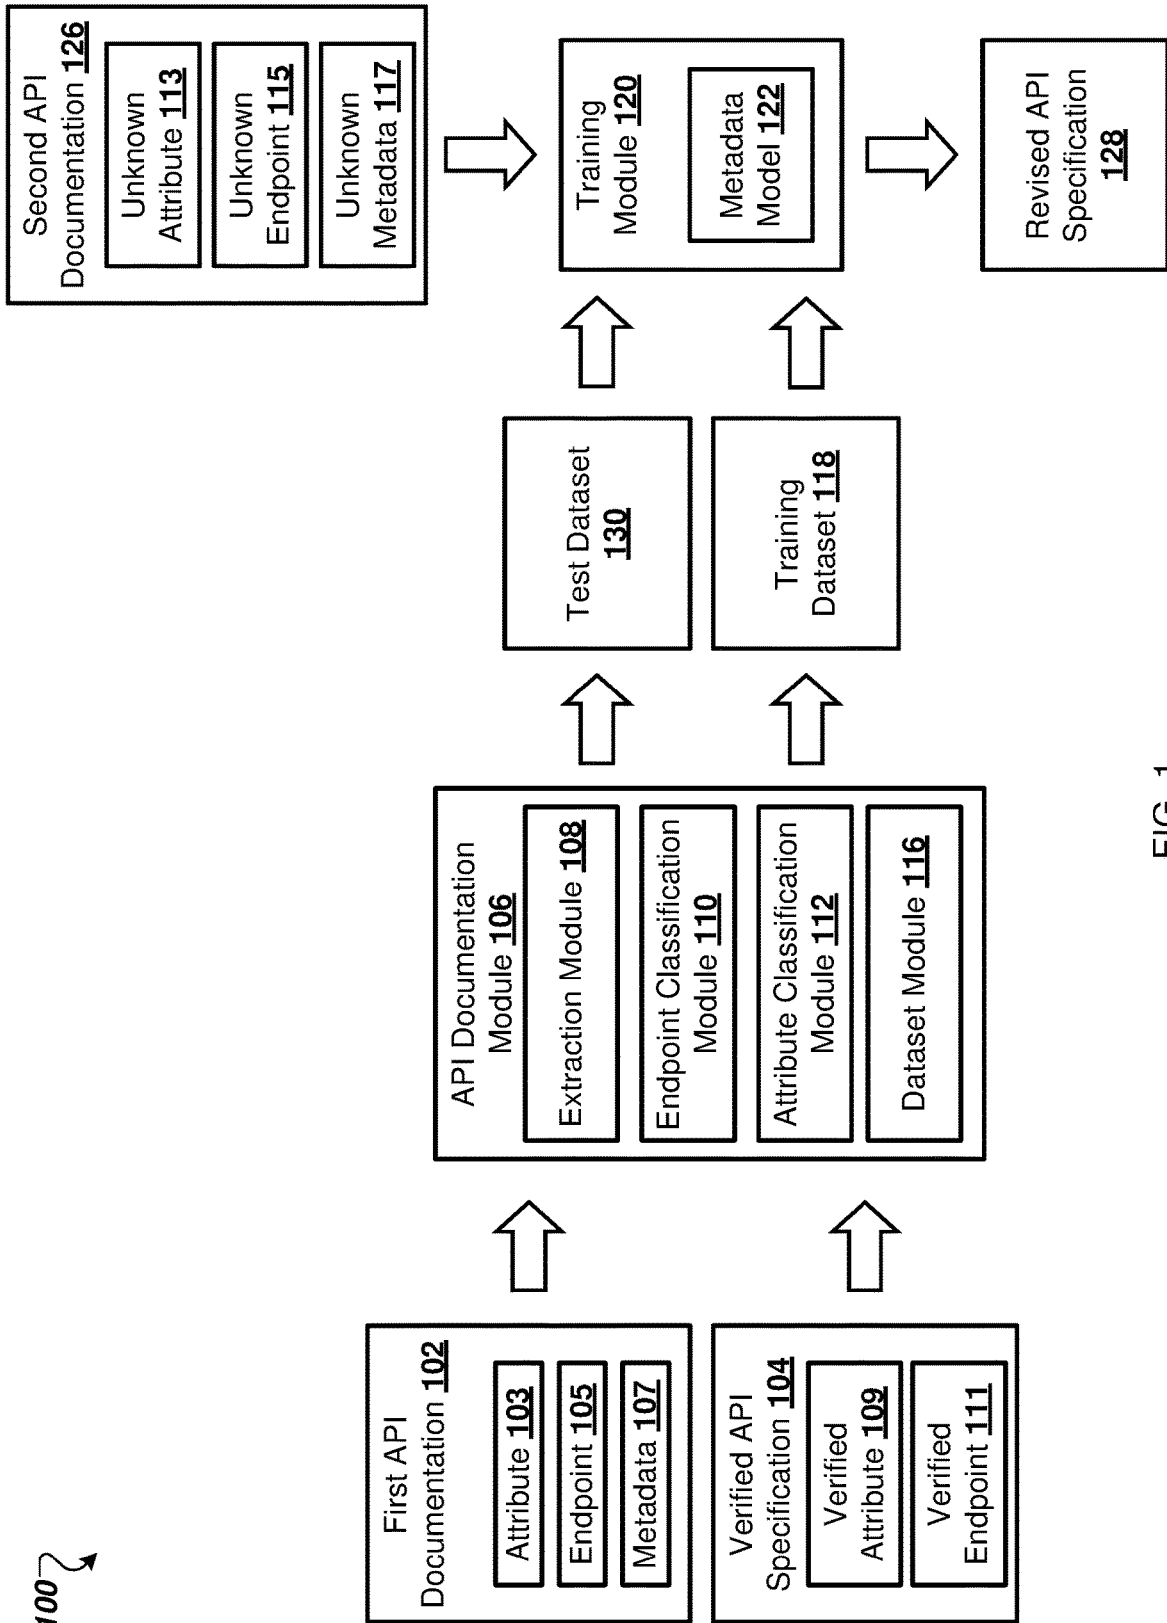 100
First API
Documentation 102
Attribute 103
Endpoint 105
Metadata 107
Verified API
Specification 104
Verified
Attribute 109
Verified
Endpoint 111
API Documentation
Module 106
Extraction Module 108
Endpoint Classification
Module 110
Attribute Classification
Module 112
Dataset Module 116
Test Dataset
130
Training
Dataset 118
Second API
Documentation 126
Unknown
Attribute 113
Unknown
Endpoint 115
Unknown
Metadata 117
Training
Module 120
Metadata
Model 122
Revised API
Specification
128
FIG. 1